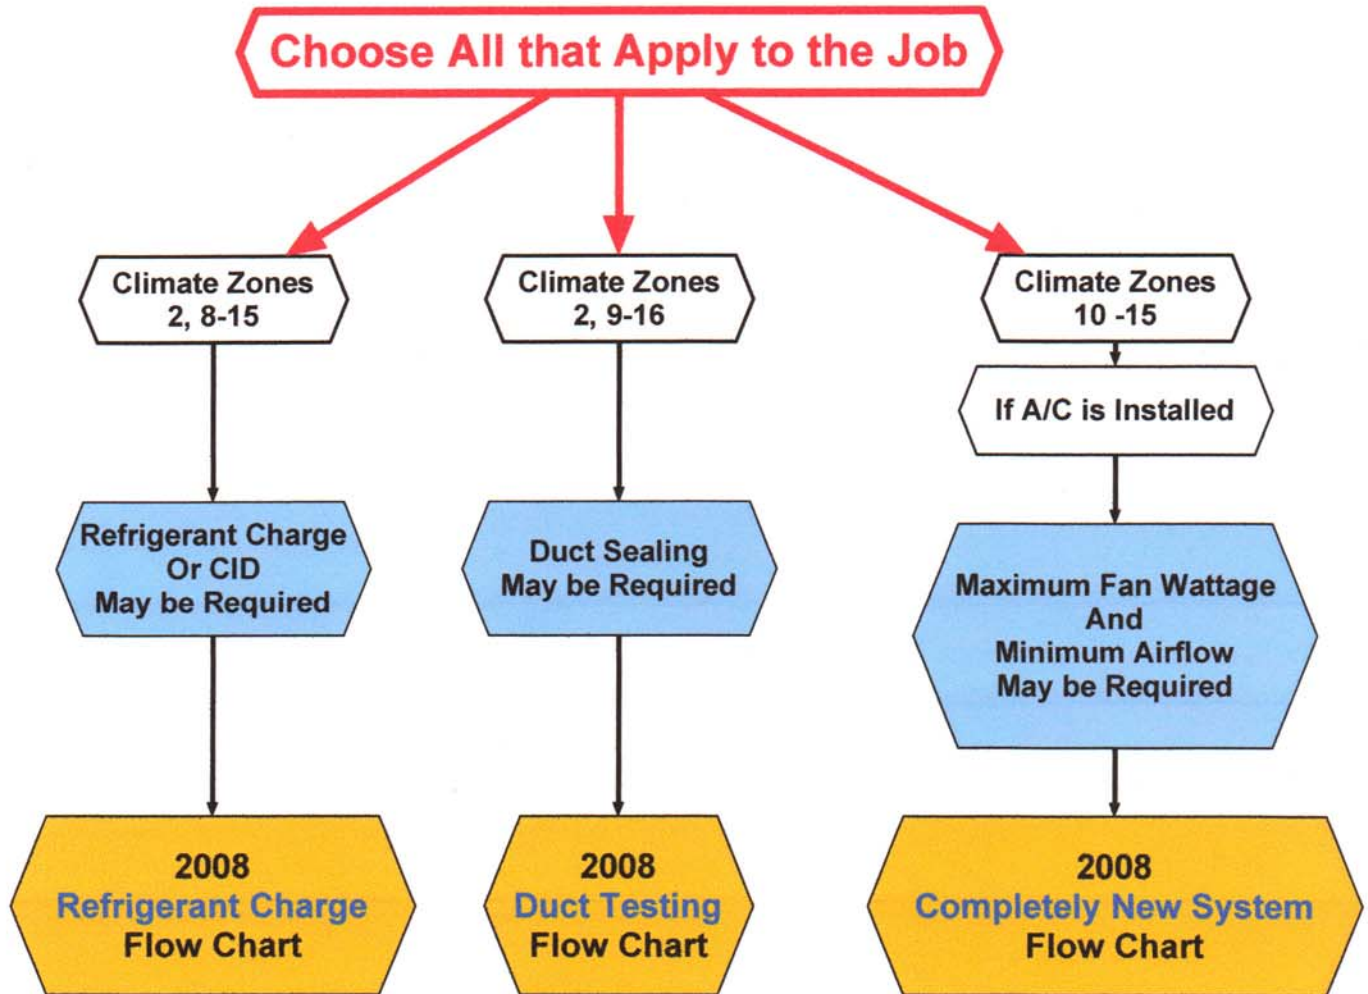 Choose All that Apply to the Job
Climate Zones
2, 8-15
Refrigerant Charge
Or CID
May be Required
2008
Refrigerant Charge
Flow Chart
Climate Zones
2, 9-16
Duct Sealing
May be Required
2008
Duct Testing
Flow Chart
Climate Zones
10 -15
If A/C is Installed
Maximum Fan Wattage
And
Minimum Airflow
May be Required
2008
Completely New System
Flow Chart